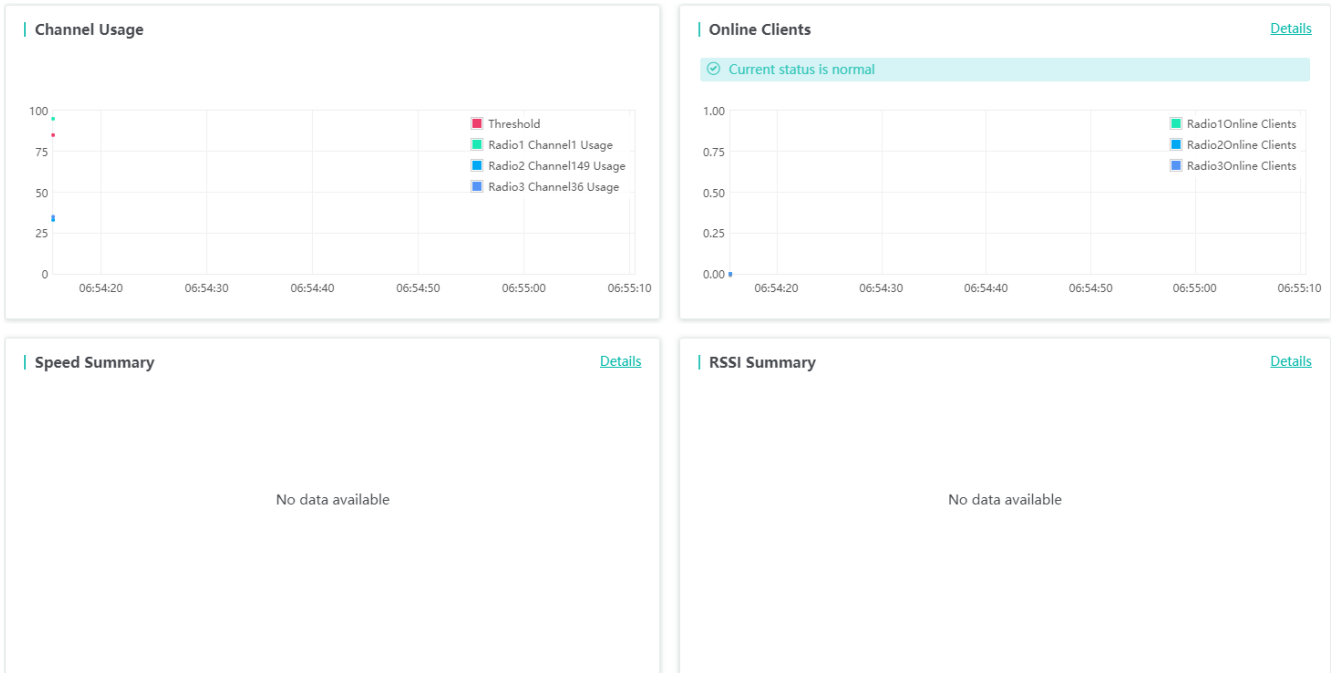 Channel Usage
100
75
50
25
0
Threshold
Radio1 Channel1 Usage
Radio2 Channel149 Usage
Radio3 Channel36 Usage
06:54:20 06:54:30 06:54:40 06:54:50 06:55:00 06:55:10
Online Clients Details
Current status is normal
1.00
0.75
0.50
0.25
0.00
Radio1Online Clients
Radio2Online Clients
Radio3Online Clients
06:54:20 06:54:30 06:54:40 06:54:50 06:55:00 06:55:10
Speed Summary Details
No data available
RSSI Summary Details
No data available